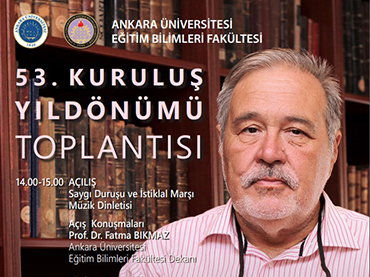 ANKARA ÜNİVERSİTESİ
EĞİTİM BİLİMLERİ FAKÜLTESİ
53. KURULUŞ
YILDÖNÜMÜ
TOPLANTISI
14.00-15.00 AÇILIŞ
Saygı Duruşu ve İstiklal Marşı
Müzik Dinletisi
Açış Konuşmaları
Prof. Dr. Fatma BIKMAZ
Ankara Üniversitesi
Eğitim Bilimleri Fakültesi Dekanı